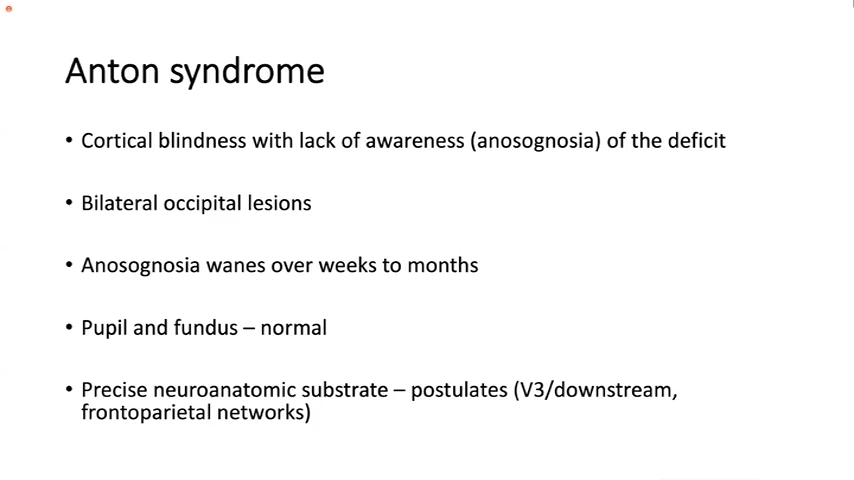 Anton syndrome
• Cortical blindness with lack of awareness (anosognosia) of the deficit
• Bilateral occipital lesions
• Anosognosia wanes over weeks to months
• Pupil and fundus – normal
• Precise neuroanatomic substrate – postulates (V3/downstream,
frontoparietal networks)